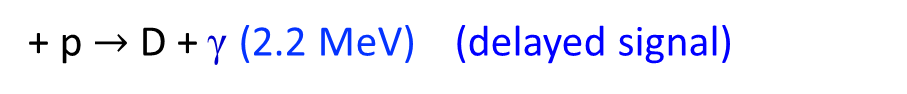 + p → D + γ (2.2 MeV) (delayed signal)